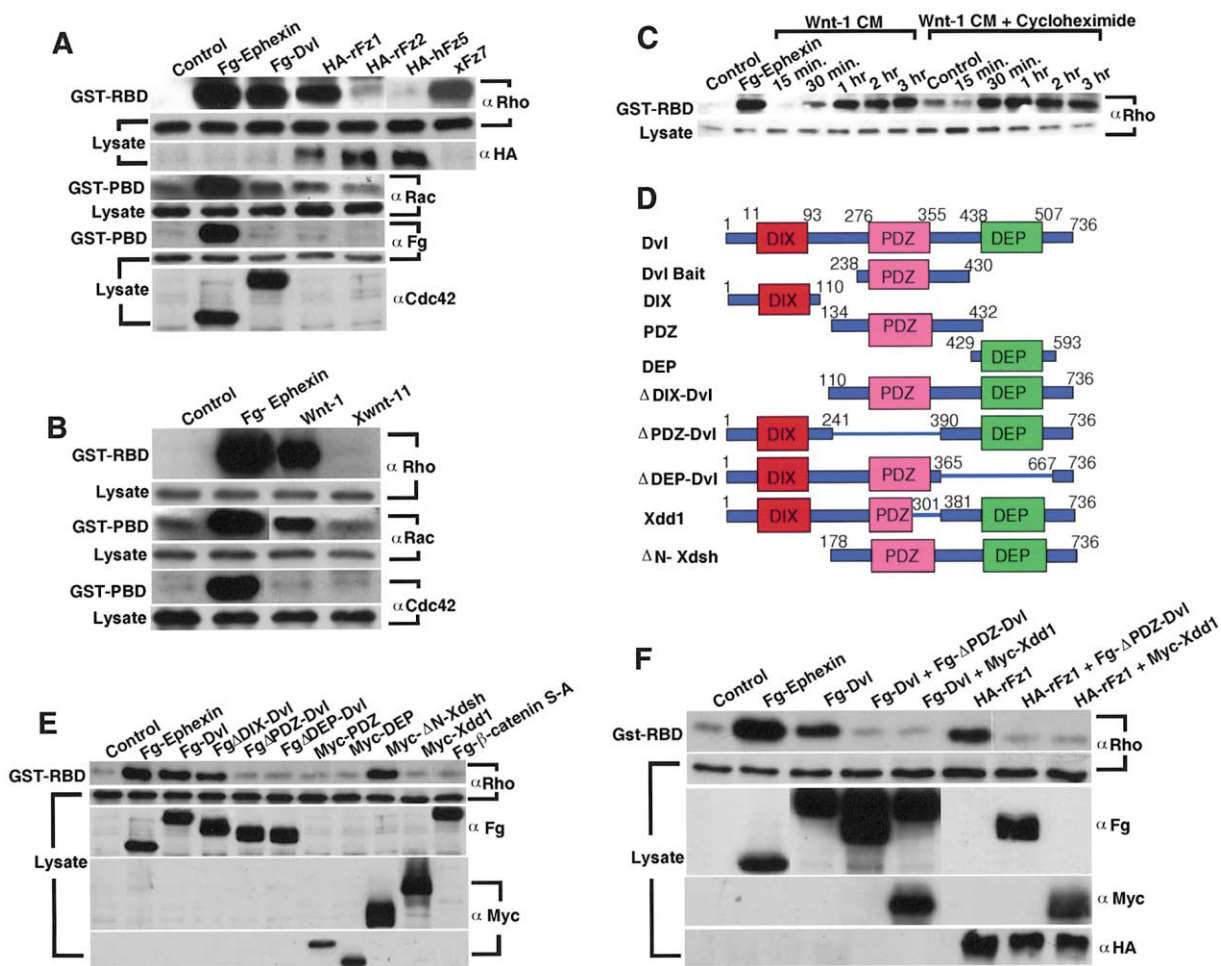 A
Control
Fg-Ephexin
Fg-Dvl
HA-rFz1
HA-rFz2
HA-hFz5
xFz7
GST-RBD
α Rho
Lysate
α HA
GST-PBD
α Rac
Lysate
GST-PBD
α Fg
Lysate
αCdc42
B
Control
Fg- Ephexin
Wnt-1
Xwnt-11
GST-RBD
α Rho
Lysate
GST-PBD
αRac
Lysate
GST-PBD
αCdc42
Lysate
C
Wnt-1 CM
Wnt-1 CM + Cycloheximide
Control
Fg-Ephexin
15 min.
30 min.
1 hr
2 hr
3 hr
Control
15 min.
30 min.
1 hr
2 hr
3 hr
GST-RBD
Lysate
αRho
D
Dvl
1 11 93 276 355 438 507 736
DIX PDZ DEP
Dvl Bait
238 430
PDZ
DIX
1 110
DIX
PDZ
134 432
PDZ
DEP
429 593
DEP
Δ DIX-Dvl
110 736
PDZ DEP
Δ PDZ-Dvl
1 241 390 736
DIX DEP
Δ DEP-Dvl
1 365 667 736
DIX PDZ
Xdd1
1 301 381 736
DIX PDZ DEP
Δ N- Xdsh
178 736
PDZ DEP
E
Control
Fg-Ephexin
Fg-Dvl
FgΔDIX-Dvl
FgΔPDZ-Dvl
FgΔDEP-Dvl
Myc-PDZ
Myc-DEP
Myc-ΔN-Xdsh
Myc-Xdd1
Fg-β-catenin S-A
GST-RBD
αRho
Lysate
α Fg
α Myc
F
Control
Fg-Ephexin
Fg-Dvl
Fg-Dvl + Fg-ΔPDZ-Dvl
Fg-Dvl + Myc-Xdd1
HA-rFz1
HA-rFz1 + Fg-ΔPDZ-Dvl
HA-rFz1 + Myc-Xdd1
Gst-RBD
αRho
Lysate
α Fg
α Myc
α HA